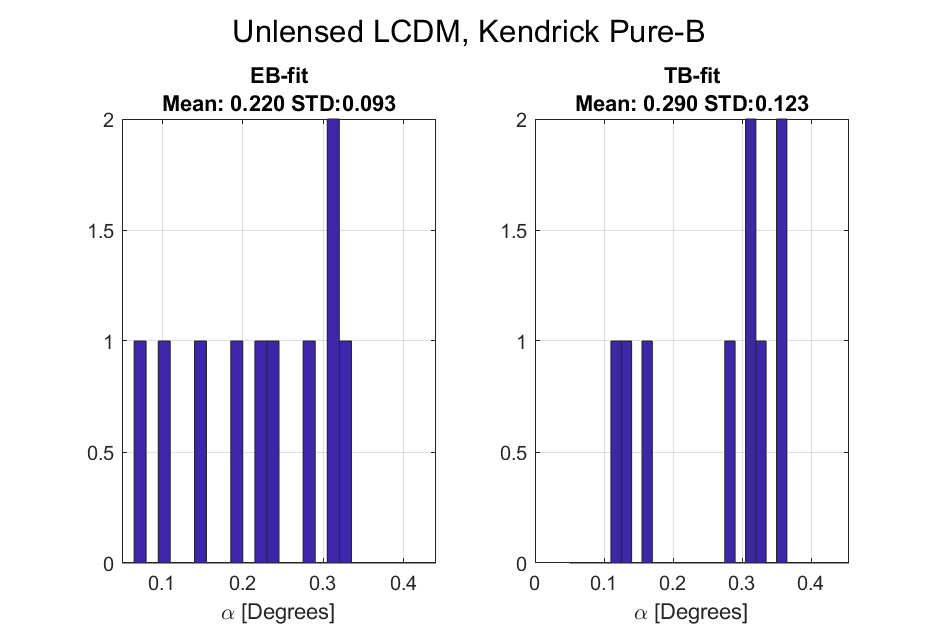 Unlensed LCDM, Kendrick Pure-B
EB-fit
Mean: 0.220 STD:0.093
2
1.5
1
0.5
0
0.1 0.2 0.3 0.4
α [Degrees]
TB-fit
Mean: 0.290 STD:0.123
2
1.5
1
0.5
0
0 0.1 0.2 0.3 0.4
α [Degrees]